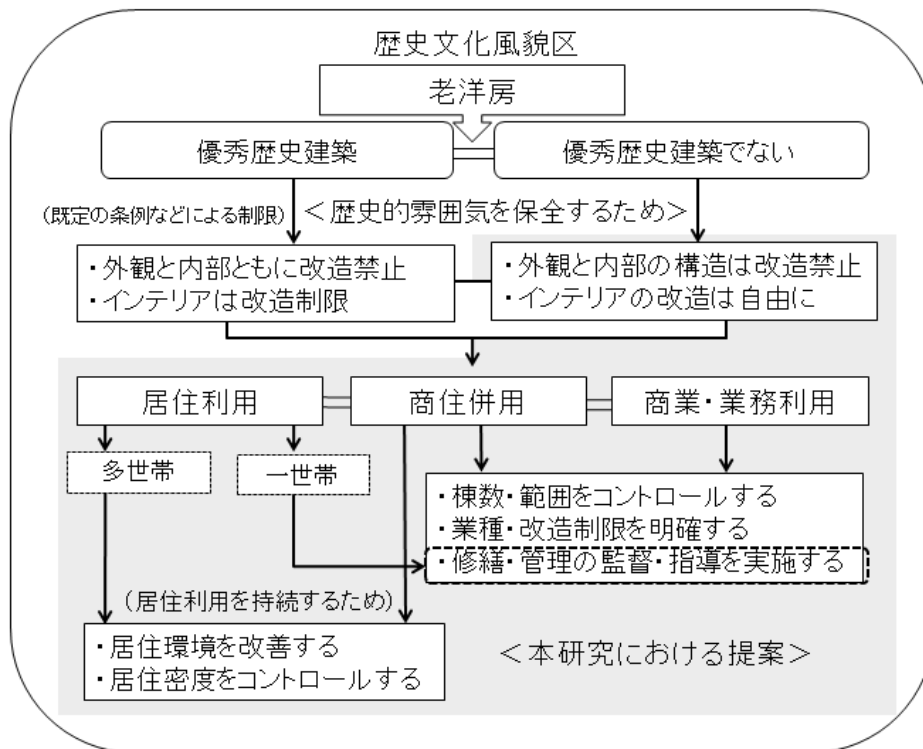 歴史文化風貌区
老洋房
優秀歴史建築
優秀歴史建築でない
(既定の条例などによる制限)
＜歴史的雰囲気を保全するため＞
・外観と内部ともに改造禁止
・インテリアは改造制限
・外観と内部の構造は改造禁止
・インテリアの改造は自由に
居住利用
商住併用
商業・業務利用
多世帯
一世帯
・棟数・範囲をコントロールする
・業種・改造制限を明確する
・修繕・管理の監督・指導を実施する
(居住利用を持続するため)
・居住環境を改善する
・居住密度をコントロールする
＜本研究における提案＞